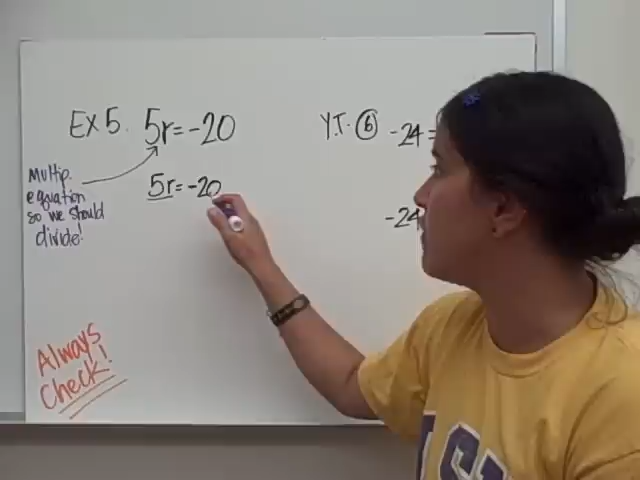 EX 5. 5r = -20
multip.
equation
so we should
divide!
5r = -20
Always
Check!
Y.T. 6 -24 =
-24